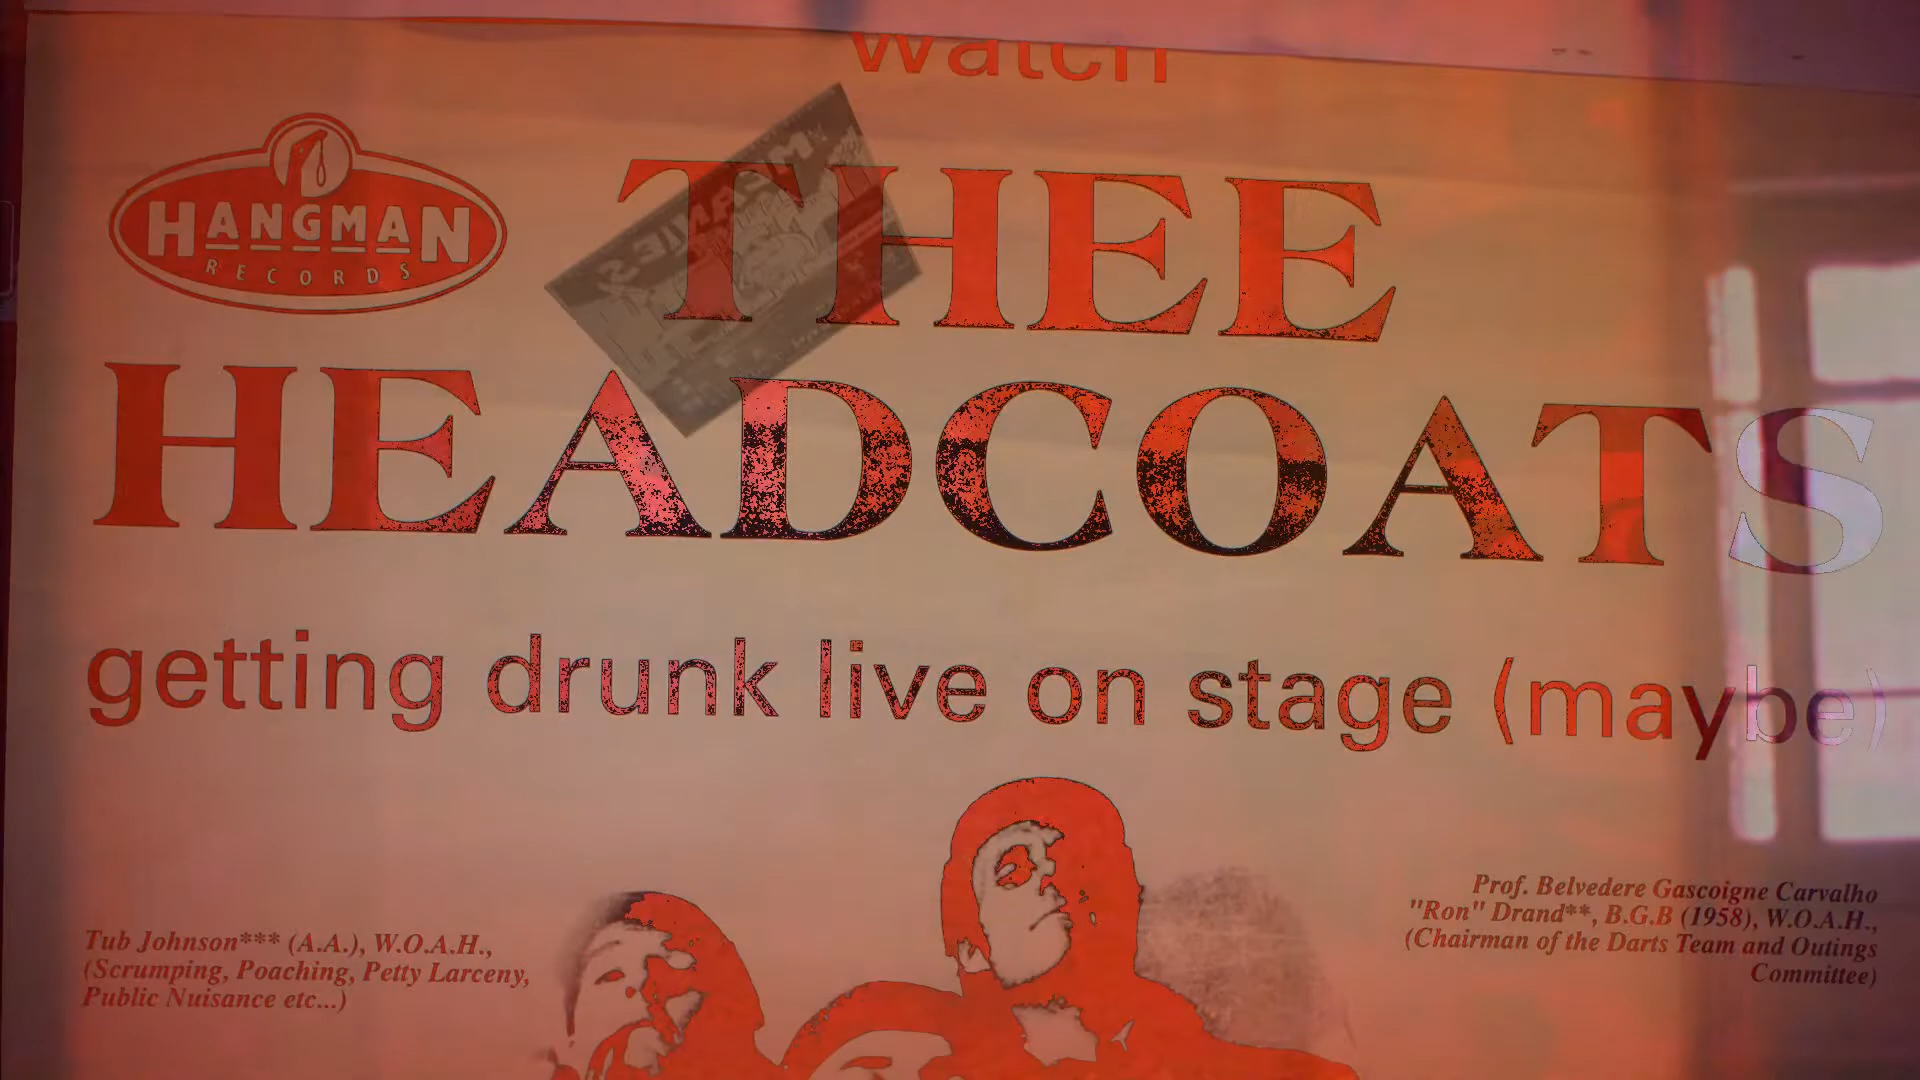 watch
HANGMAN
RECORDS
THEE
HEADCOATS
getting drunk live on stage (maybe)
Prof. Belvedere Gascoigne Carvalho
"Ron" Drand**, B.G.B (1958), W.O.A.H.,
(Chairman of the Darts Team and Outings
Committee)
Tub Johnson*** (A.A.), W.O.A.H.,
(Scrumping, Poaching, Petty Larceny,
Public Nuisance etc...)